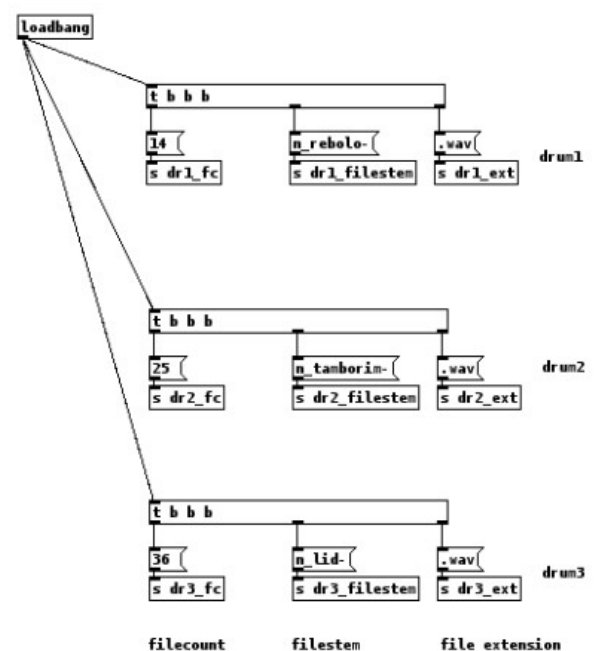 loadbang
t b b b
14 n_rebolo- .wav drum1
s dr1_fc s dr1_filestem s dr1_ext
t b b b
25 n_tamborim- .wav drum2
s dr2_fc s dr2_filestem s dr2_ext
t b b b
36 n_lid- .wav drum3
s dr3_fc s dr3_filestem s dr3_ext
filecount filestem file extension